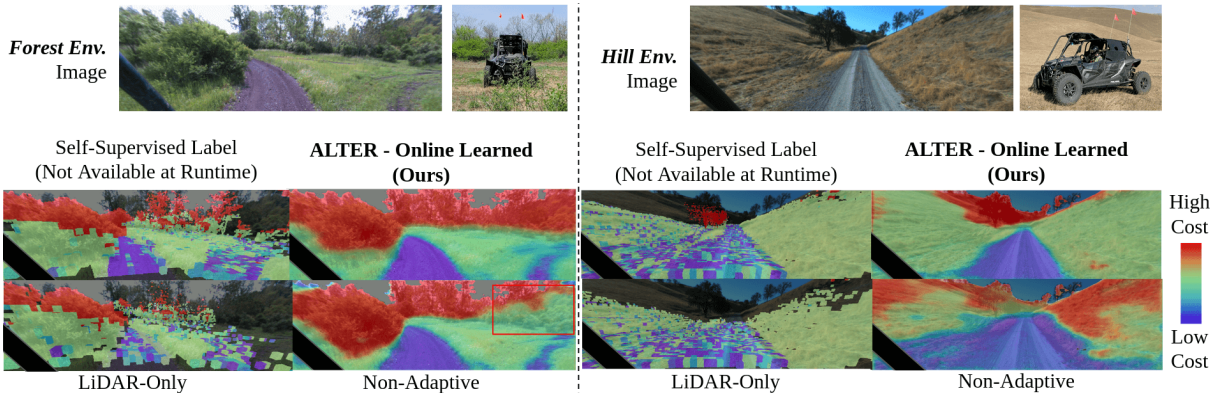 Forest Env.
Image
Hill Env.
Image
Self-Supervised Label
(Not Available at Runtime)
ALTER - Online Learned
(Ours)
Self-Supervised Label
(Not Available at Runtime)
ALTER - Online Learned
(Ours)
High
Cost
Low
Cost
LiDAR-Only
Non-Adaptive
LiDAR-Only
Non-Adaptive